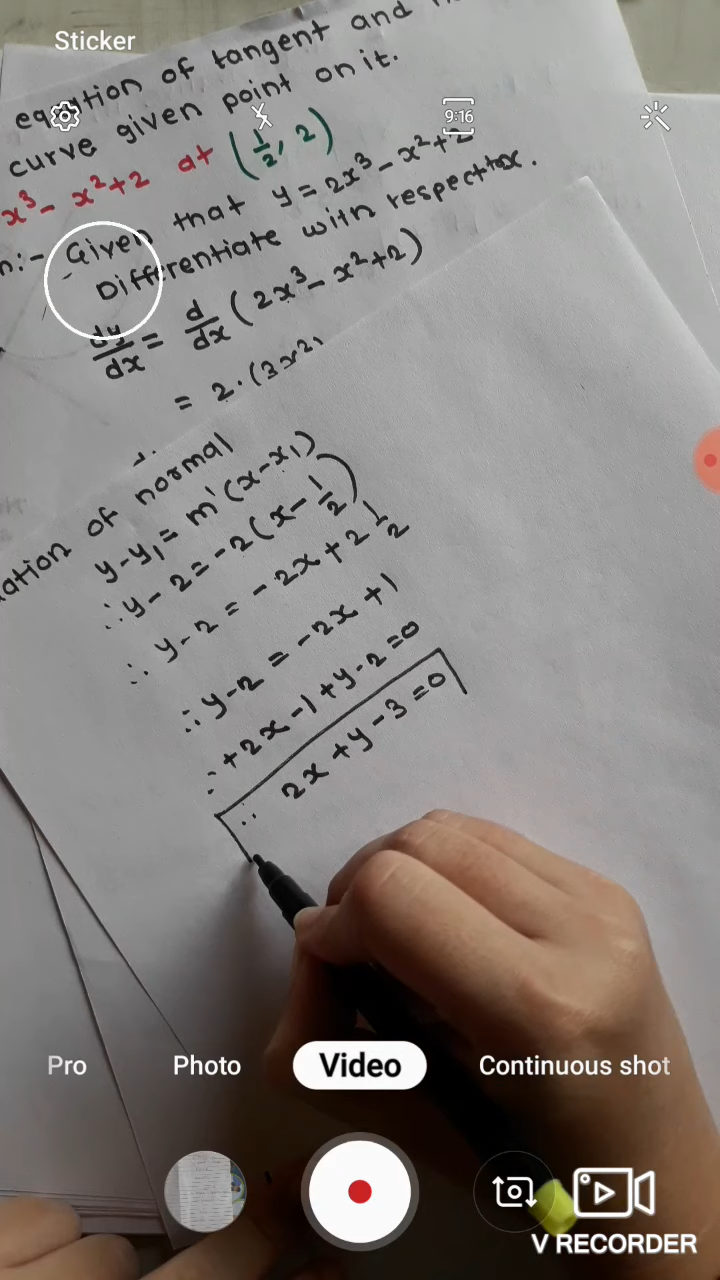 Sticker
9:16
equation of tangent and
curve given point on it.
x³ - x² + 2 at (1/2, 2)
n:- Given that y = 2x³ - x² + 2
Differentiate with respect to x.
dy/dx = d/dx (2x³ - x² + 2)
= 2·(3x²)
ation of normal
y - y₁ = m'(x - x₁)
∴ y - 2 = -2(x - 1/2)
∴ y - 2 = -2x + 2 1/2
∴ y - 2 = -2x + 1
∴ +2x - 1 + y - 2 = 0
∴ 2x + y - 3 = 0
Pro Photo Video Continuous shot
V RECORDER